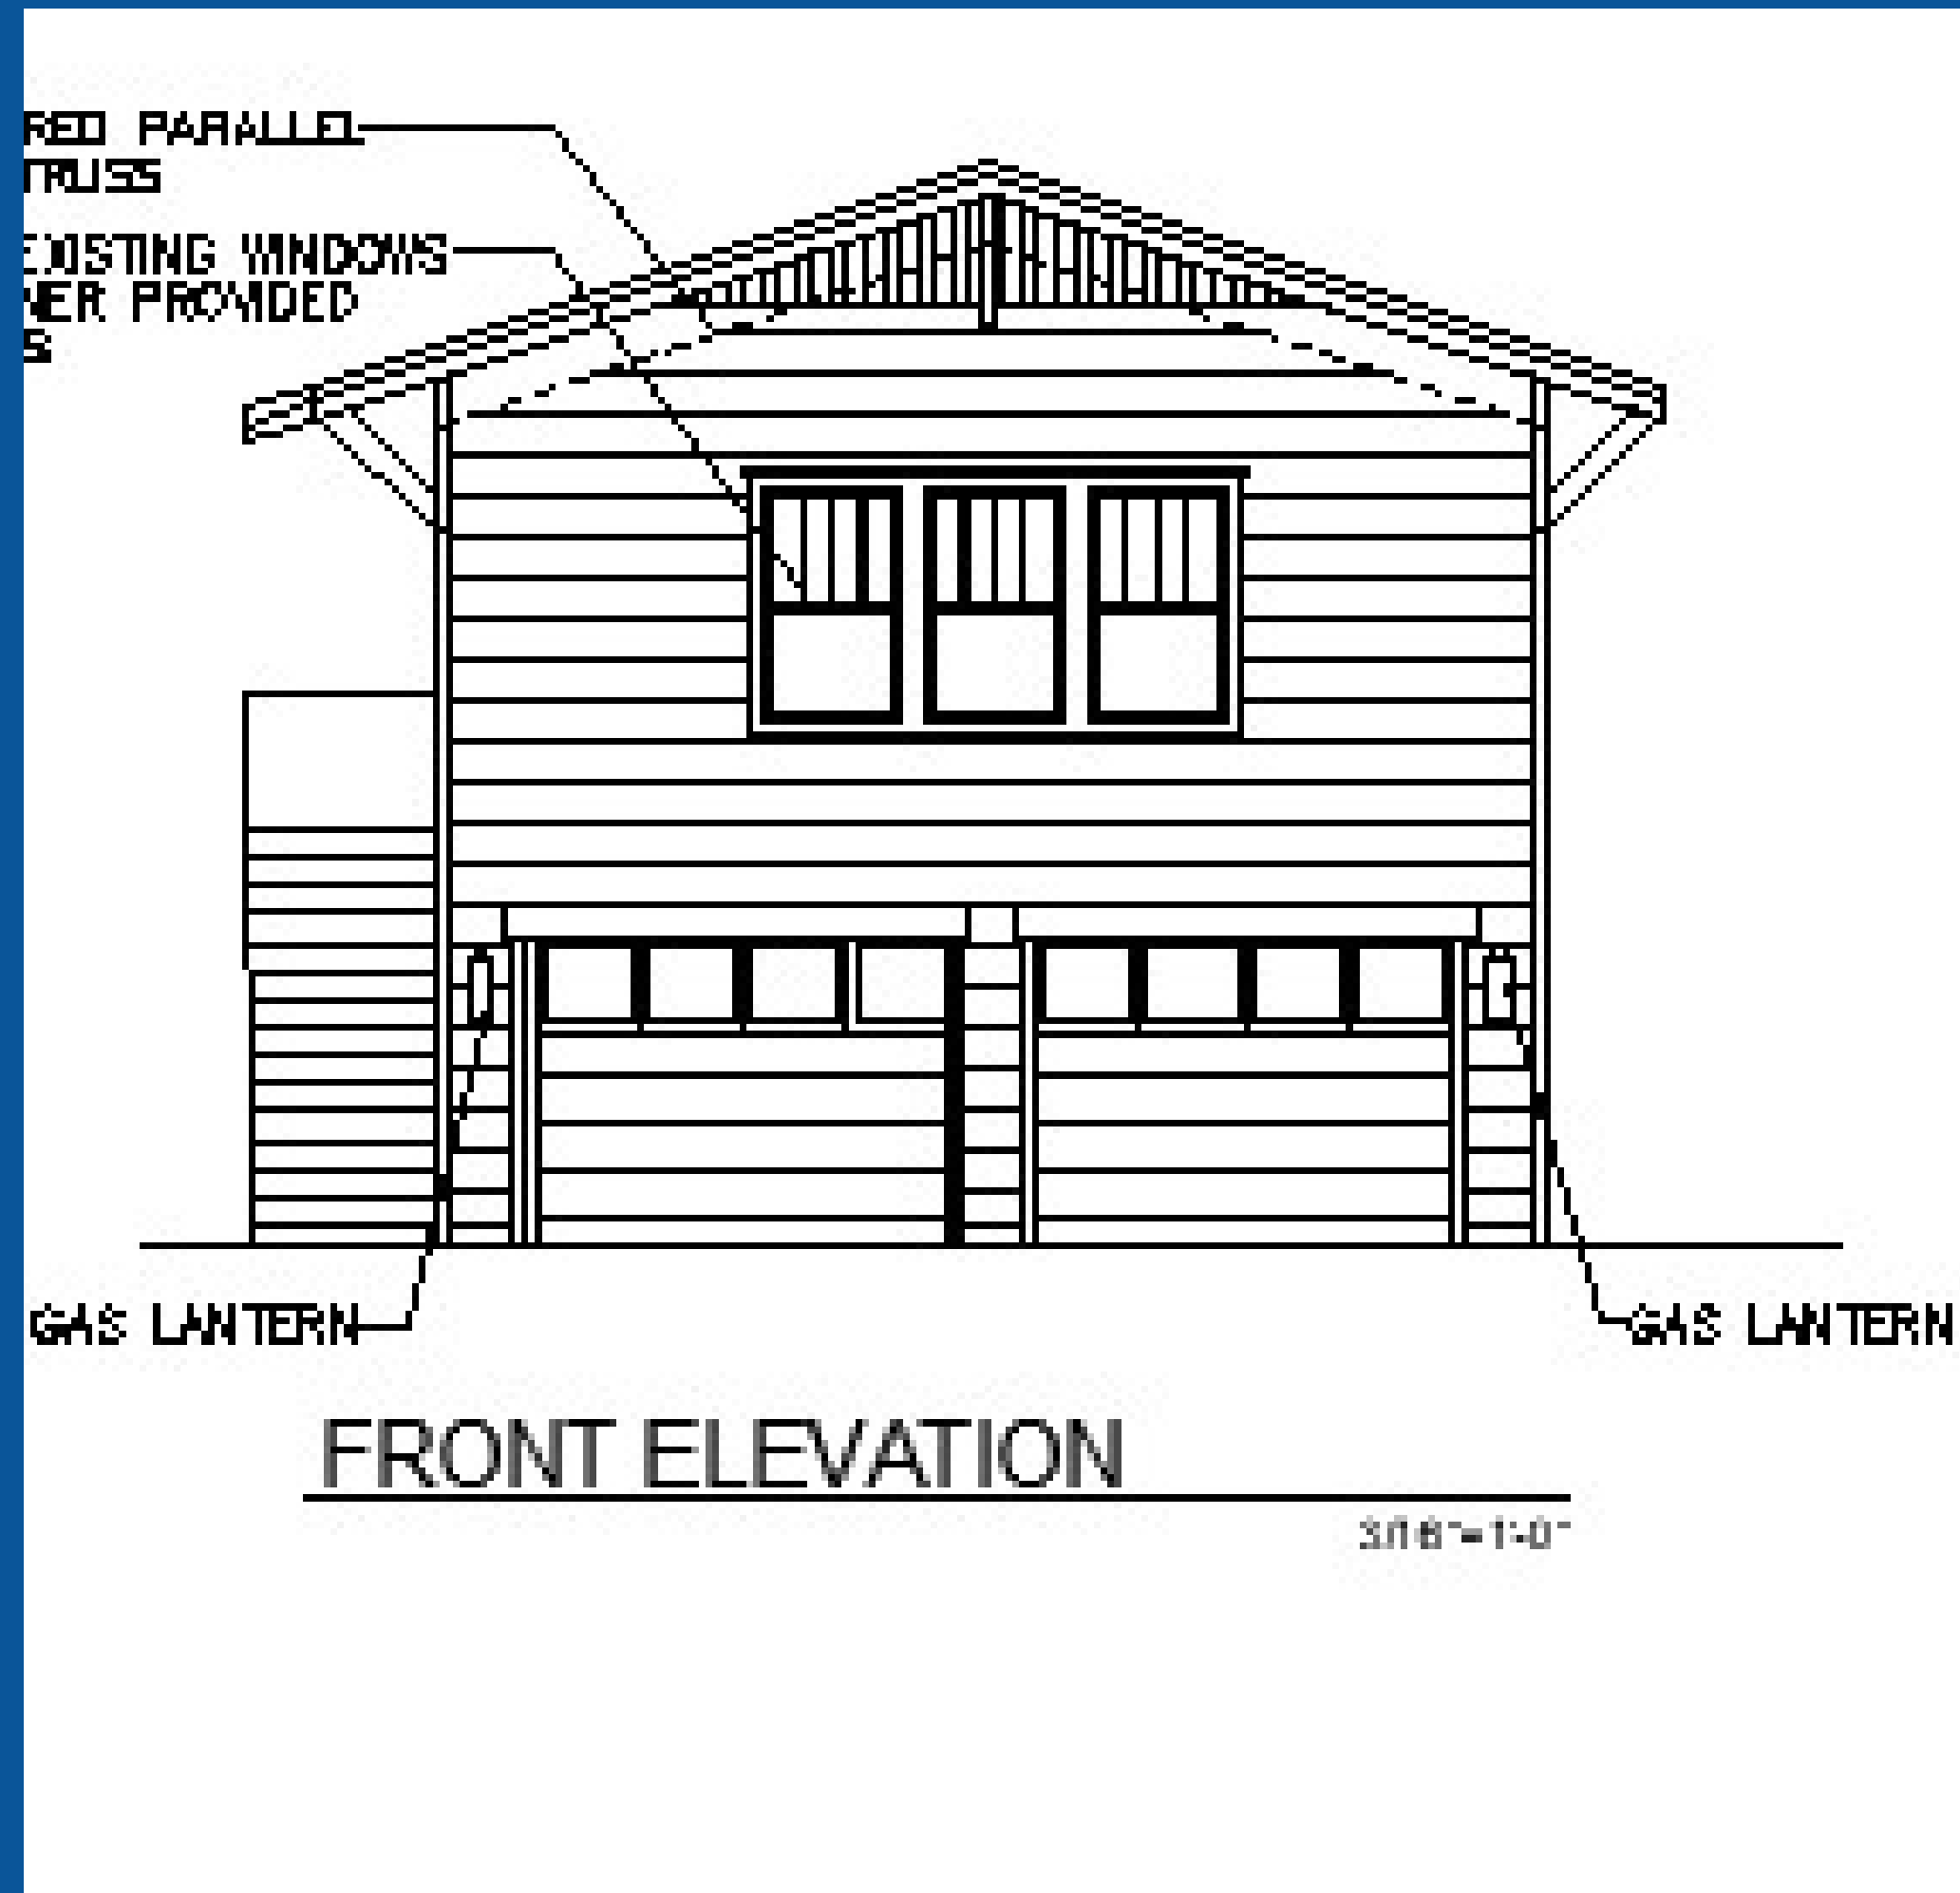 RED PARALLEL
TRUSS
EXISTING WINDOWS
NER PROVIDED
S
GAS LANTERN
GAS LANTERN
FRONT ELEVATION
3/16"=1'-0"